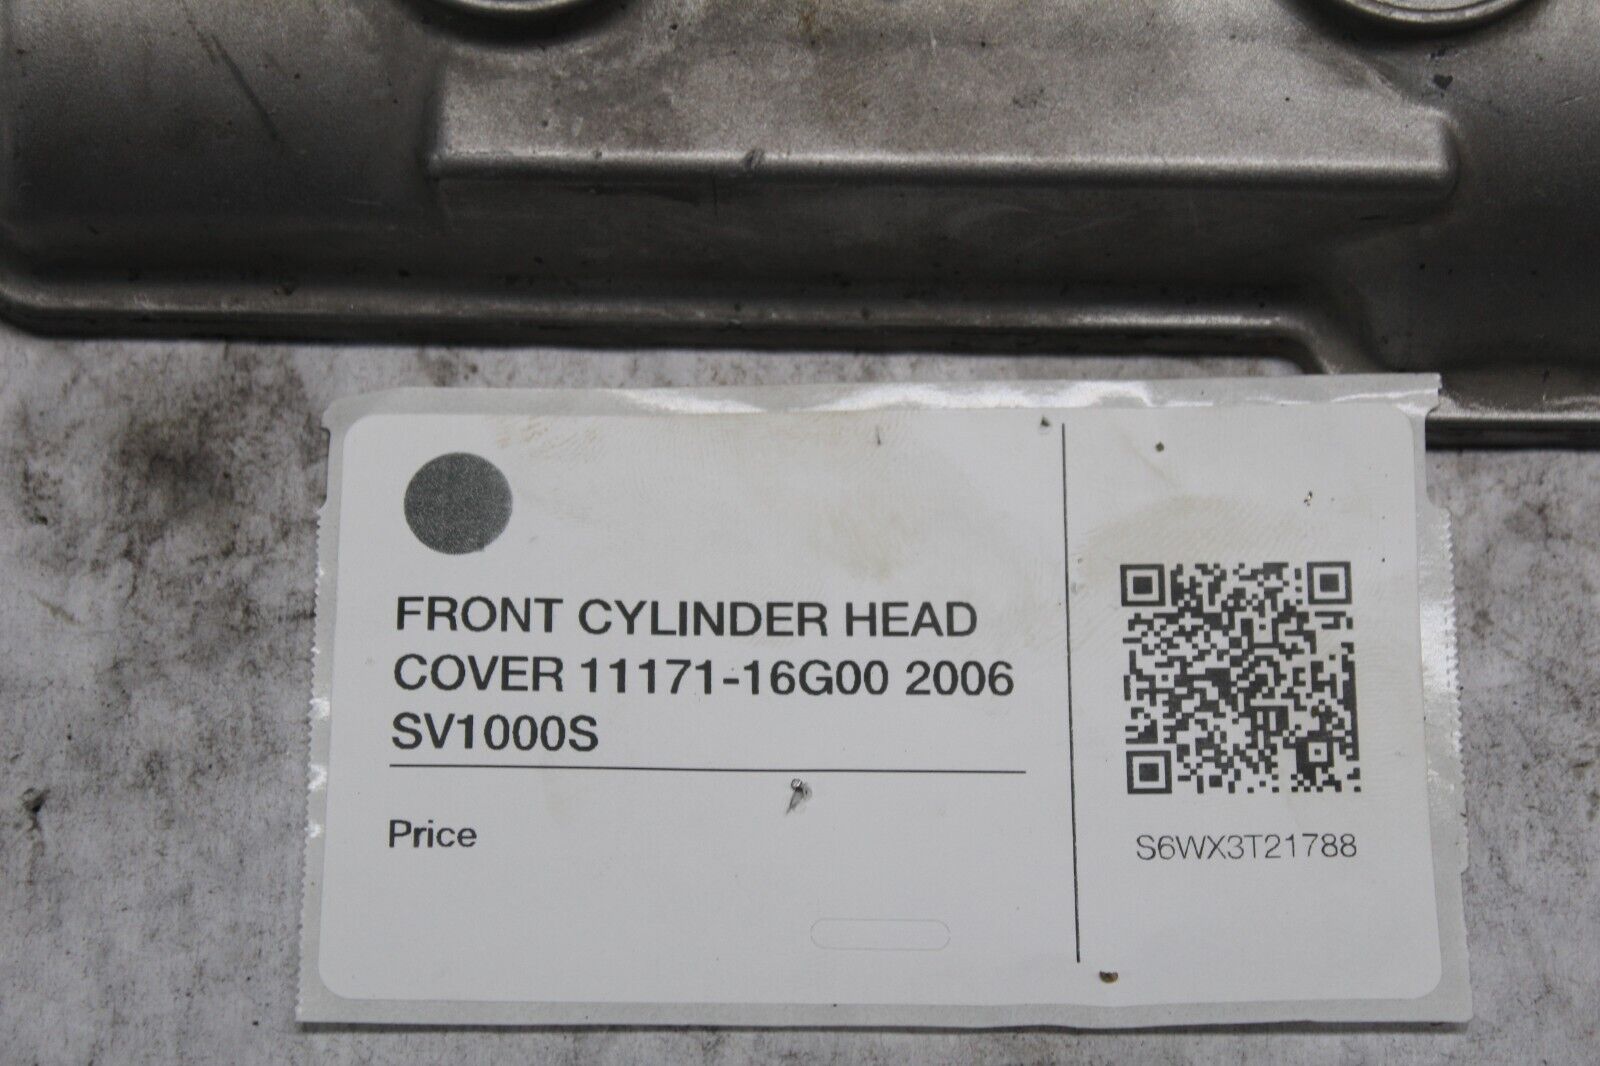 FRONT CYLINDER HEAD
COVER 11171-16G00 2006
SV1000S
Price
S6WX3T21788